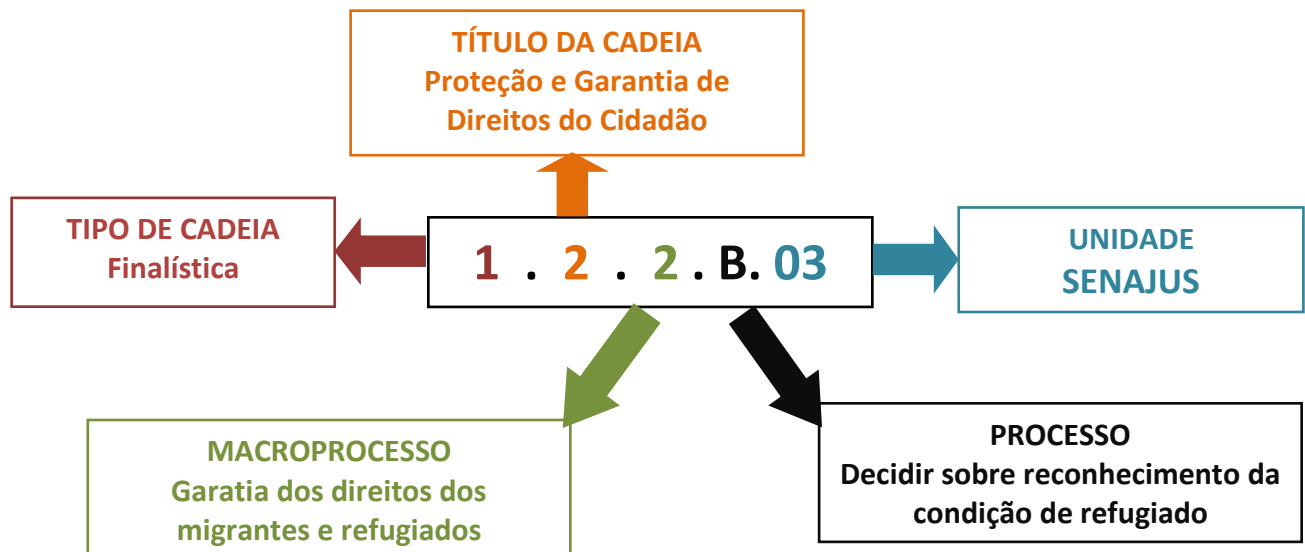 TÍTULO DA CADEIA
Proteção e Garantia de
Direitos do Cidadão
TIPO DE CADEIA
Finalística
1 . 2 . 2 . B. 03
UNIDADE
SENAJUS
MACROPROCESSO
Garatia dos direitos dos
migrantes e refugiados
PROCESSO
Decidir sobre reconhecimento da
condição de refugiado